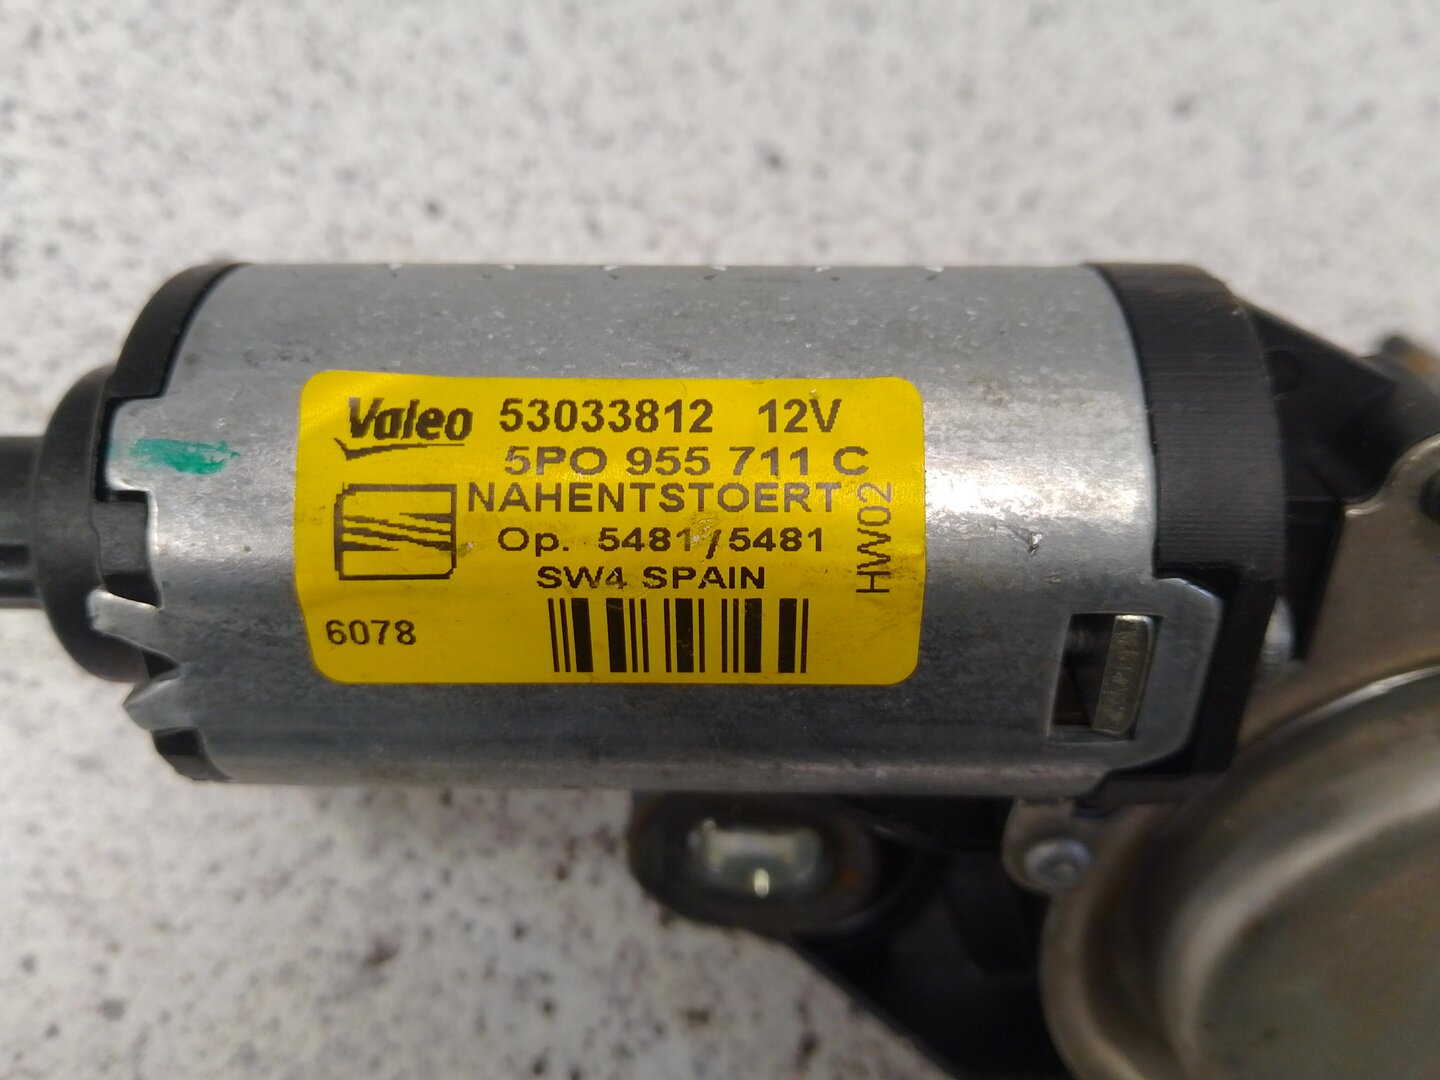 Valeo 53033812 12V
5PO 955 711 C
NAHENTSTOERT
Op. 5481/5481
SW4 SPAIN
HW02
6078